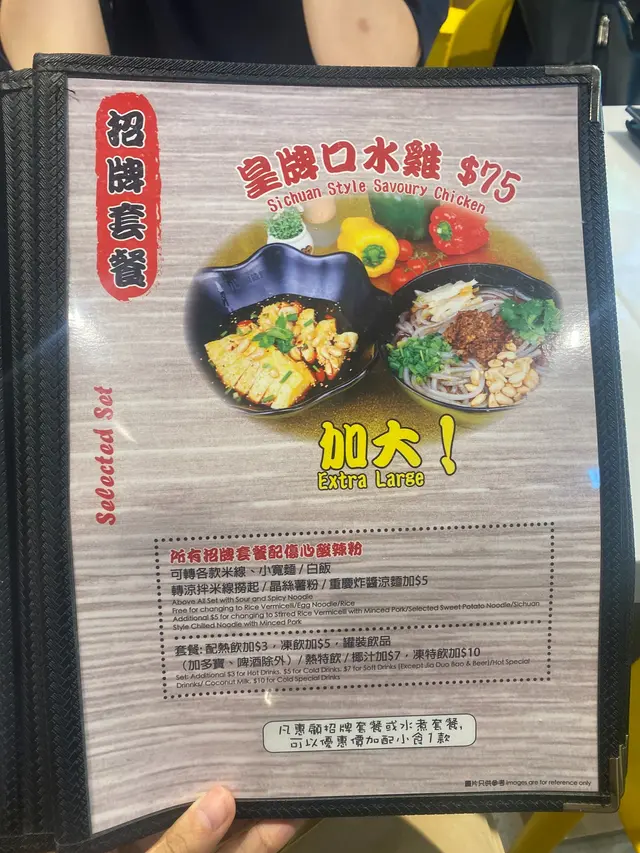 招牌套餐
Selected Set
皇牌口水雞 $75
Sichuan Style Savoury Chicken
加大!
Extra Large
所有招牌套餐配傷心酸辣粉
可轉各款米線、小寬麵 / 白飯
轉涼拌米線撈起 / 晶絲薯粉 / 重慶炸醬涼麵加$5
Above All Set with Sour and Spicy Noodle
Free for changing to Rice Vermicelli/Egg Noodle/Rice
Additional $5 for changing to Stirred Rice Vermicelli with Minced Pork/Selected Sweet Potato Noodle/Sichuan
Style Chilled Noodle with Minced Pork
套餐: 配熱飲加$3，凍飲加$5，罐裝飲品
（加多寶、啤酒除外）/ 熱特飲 / 椰汁加$7，凍特飲加$10
Set: Additional $3 for Hot Drinks, $5 for Cold Drinks, $7 for Soft Drinks (Except Jia Duo Bao & Beer)/Hot Special
Drinnks/ Coconut Milk, $10 for Cold Special Drinks
凡惠顧招牌套餐或水煮套餐,
可以優惠價加配小食1款
圖片只供參考 Images are for reference only